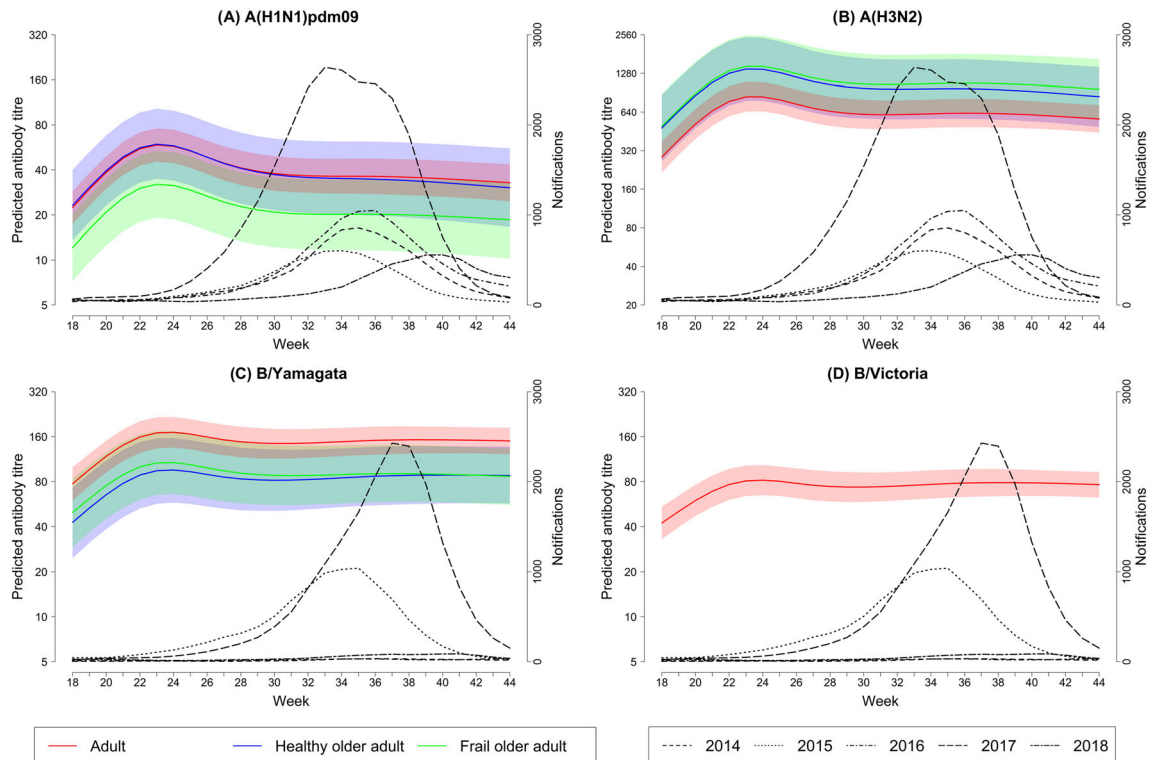 (A) A(H1N1)pdm09
Predicted antibody titre
320
160
80
40
20
10
5
3000
2000
1000
0
Notifications
18 20 22 24 26 28 30 32 34 36 38 40 42 44
Week
(B) A(H3N2)
Predicted antibody titre
2560
1280
640
320
160
80
40
20
3000
2000
1000
0
Notifications
18 20 22 24 26 28 30 32 34 36 38 40 42 44
Week
(C) B/Yamagata
Predicted antibody titre
320
160
80
40
20
10
5
3000
2000
1000
0
Notifications
18 20 22 24 26 28 30 32 34 36 38 40 42 44
Week
(D) B/Victoria
Predicted antibody titre
320
160
80
40
20
10
5
3000
2000
1000
0
Notifications
18 20 22 24 26 28 30 32 34 36 38 40 42 44
Week
Adult Healthy older adult Frail older adult
2014 2015 2016 2017 2018